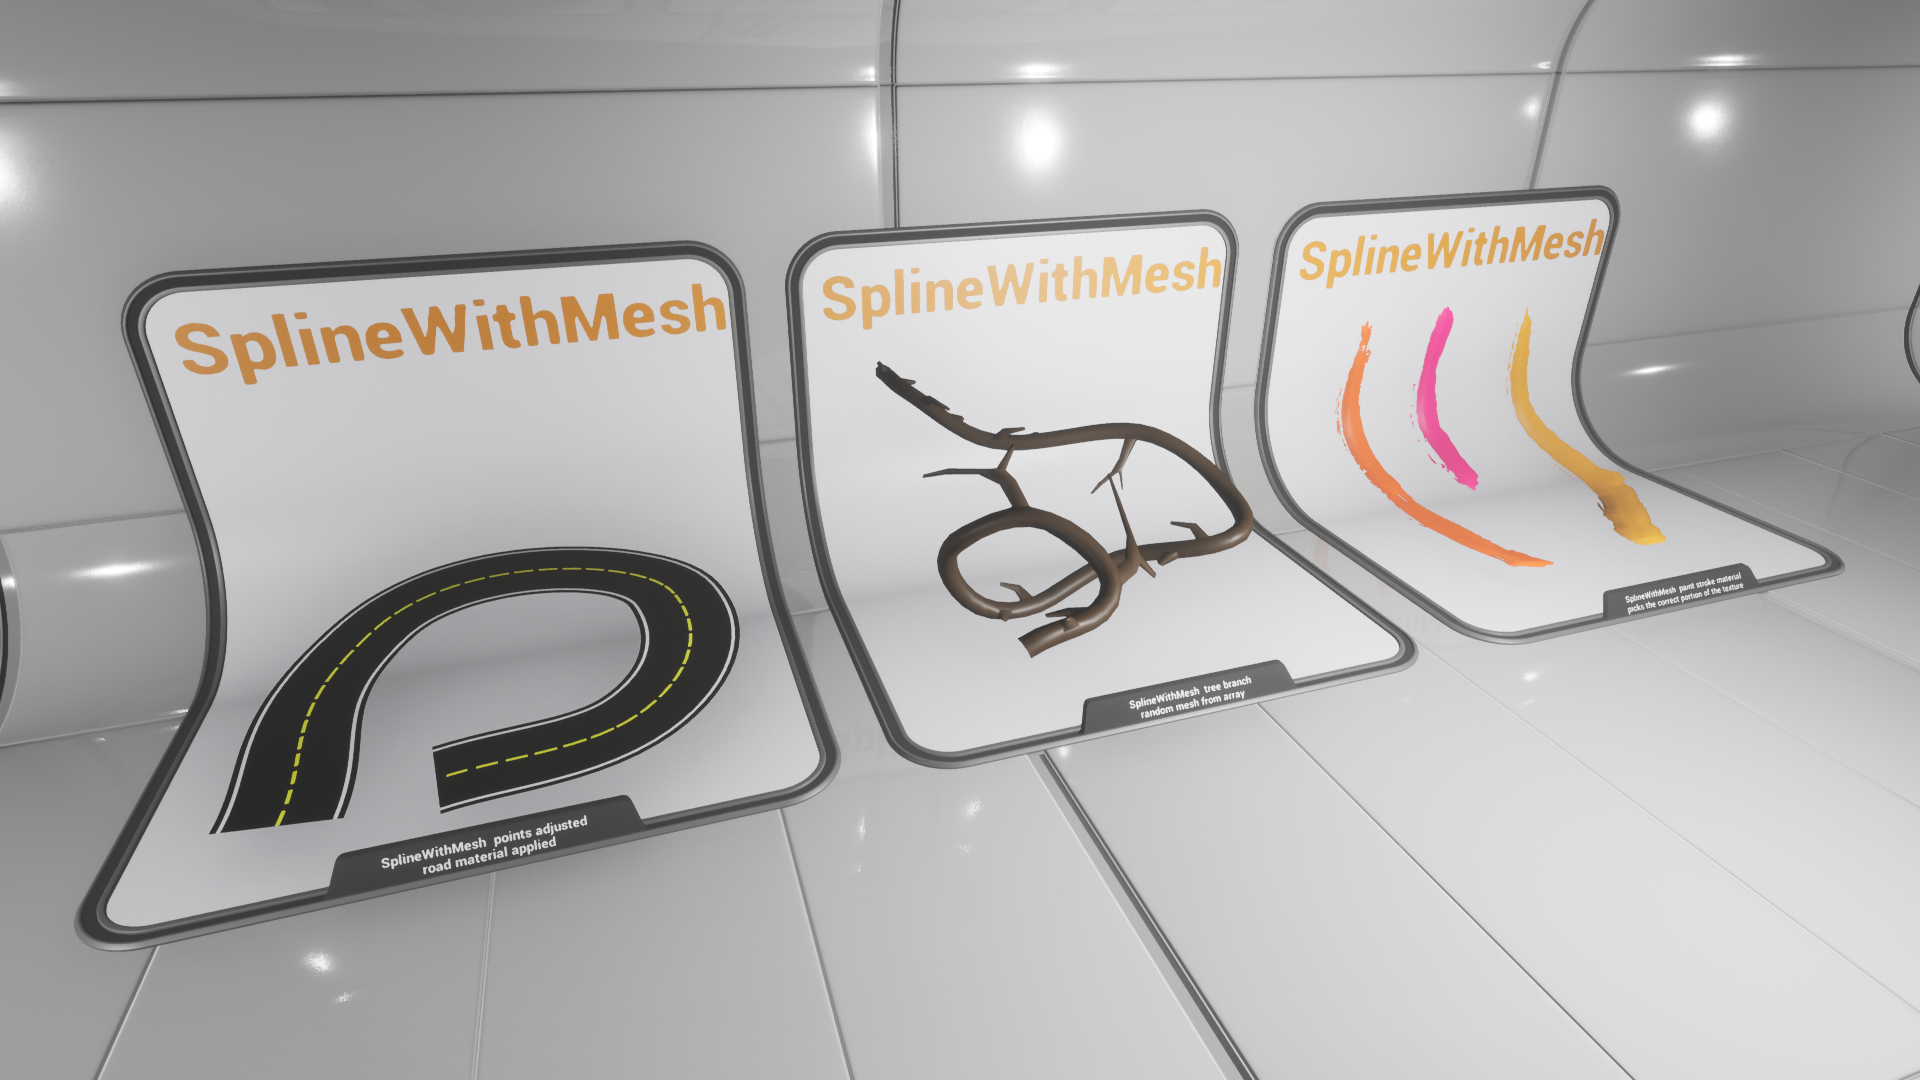 SplineWithMesh
SplineWithMesh points adjusted
road material applied
SplineWithMesh
SplineWithMesh tree branch
random mesh from array
SplineWithMesh
SplineWithMesh paint stroke material
picks the correct portion of the texture